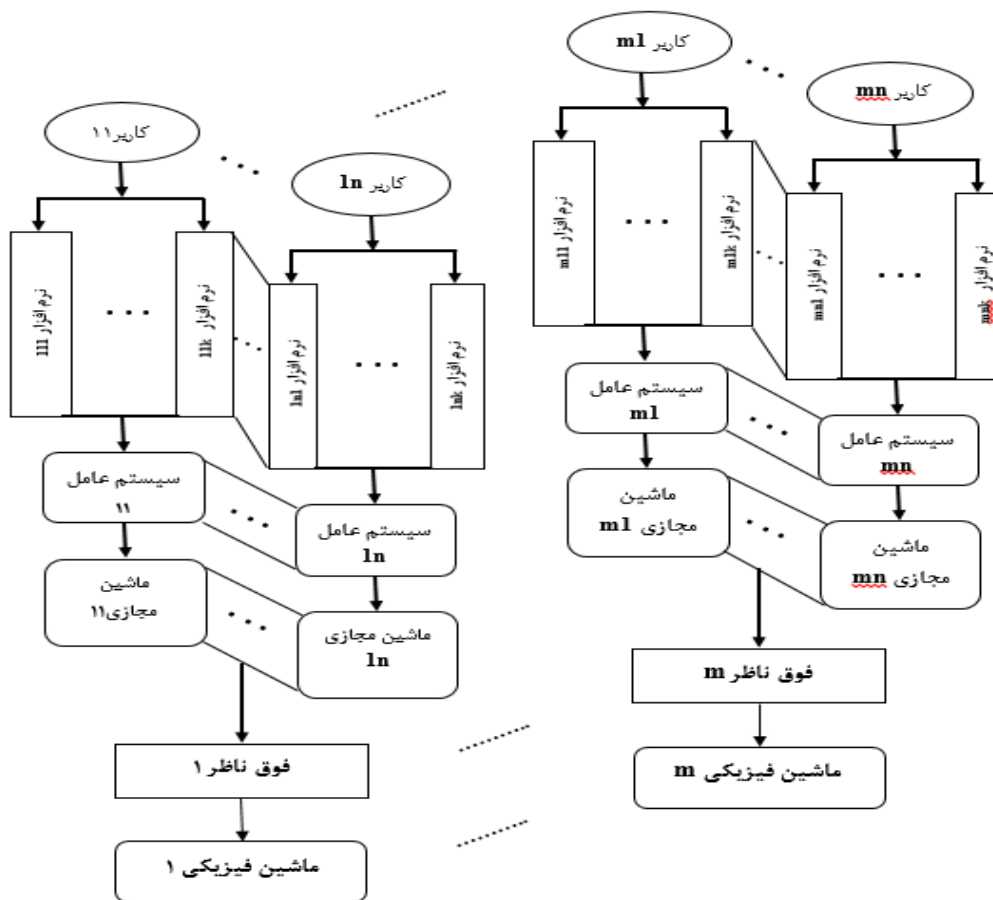 کاربر ۱۱
کاربر 1n
نرم افزار 111
نرم افزار 11k
نرم افزار 1n1
نرم افزار 1nk
سیستم عامل
۱۱
سیستم عامل
1n
ماشین
مجازی۱۱
ماشین مجازی
1n
فوق ناظر ۱
ماشین فیزیکی ۱
کاربر m1
کاربر mn
نرم افزار m11
نرم افزار m1k
نرم افزار mn1
نرم افزار mnk
سیستم عامل
m1
سیستم عامل
mn
ماشین
مجازی m1
ماشین
مجازی mn
فوق ناظر m
ماشین فیزیکی m